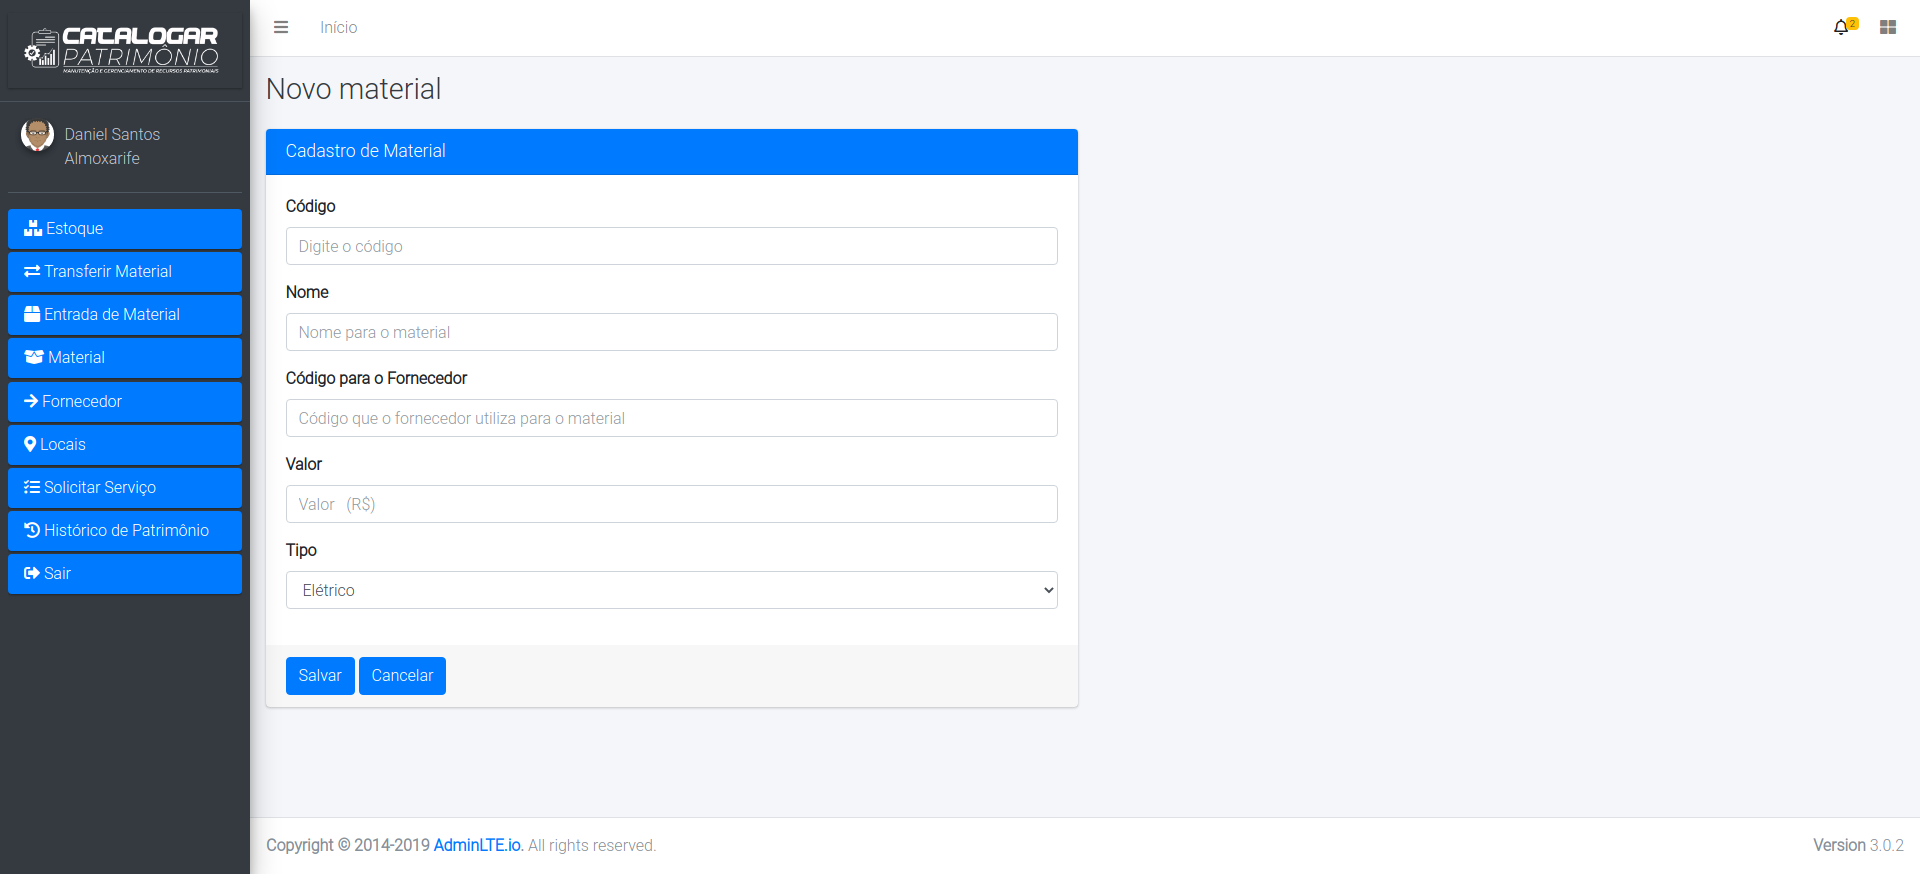 CATALOGAR
PATRIMÔNIO
MANUTENÇÃO E GERENCIAMENTO DE RECURSOS PATRIMONIAIS
Início
2
Daniel Santos
Almoxarife
Estoque
Transferir Material
Entrada de Material
Material
Fornecedor
Locais
Solicitar Serviço
Histórico de Patrimônio
Sair
Novo material
Cadastro de Material
Código
Digite o código
Nome
Nome para o material
Código para o Fornecedor
Código que o fornecedor utiliza para o material
Valor
Valor (R$)
Tipo
Elétrico
Salvar Cancelar
Copyright © 2014-2019 AdminLTE.io. All rights reserved.
Version 3.0.2